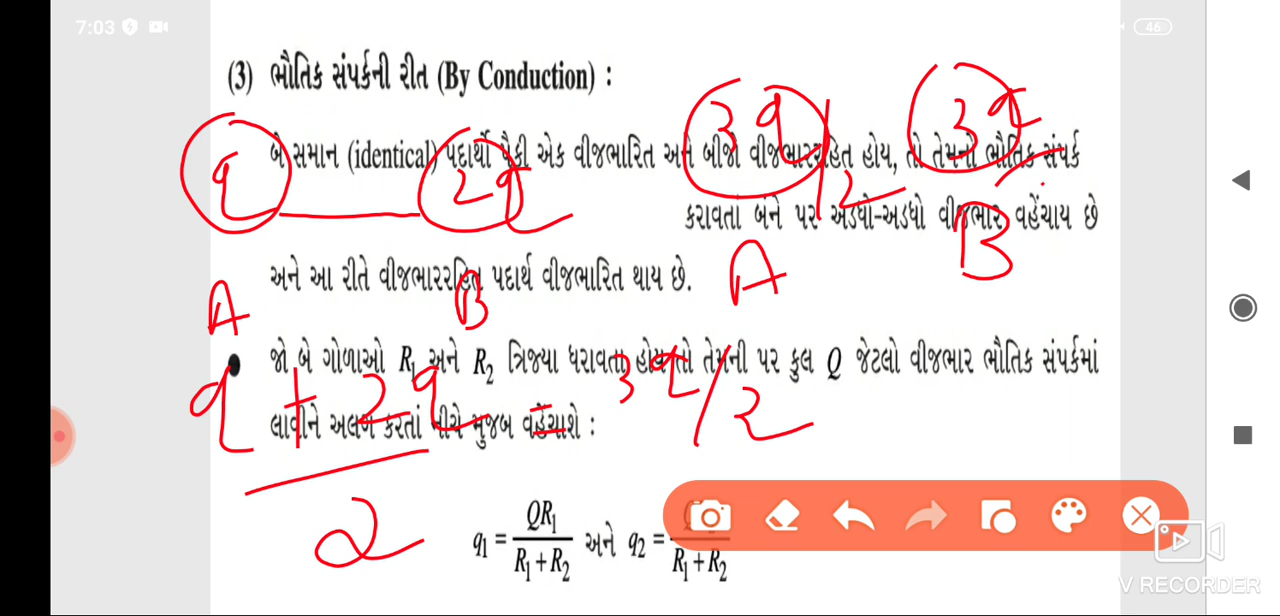 7:03
46
(3) ભૌતિક સંપર્કની રીત (By Conduction) :
3q 3q
બે સમાન (identical) પદાર્થો પૈકી એક વીજભારિત અને બીજો વીજભારરહિત હોય, તો તેમનો ભૌતિક સંપર્ક
q 2q /2
કરાવતા બંને પર અડધો-અડધો વીજભાર વહેંચાય છે
અને આ રીતે વીજભારરહિત પદાર્થ વીજભારિત થાય છે.
A B A B
જો બે ગોળાઓ R₁ અને R₂ ત્રિજ્યા ધરાવતા હોય તો તેમની પર કુલ Q જેટલો વીજભાર ભૌતિક સંપર્કમાં
q + 2q = 3q/2
લાવીને અલગ કરતાં નીચે મુજબ વહેંચાશે :
2
q₁ = QR₁ / R₁+R₂ અને q₂ = / R₁+R₂
V RECORDER